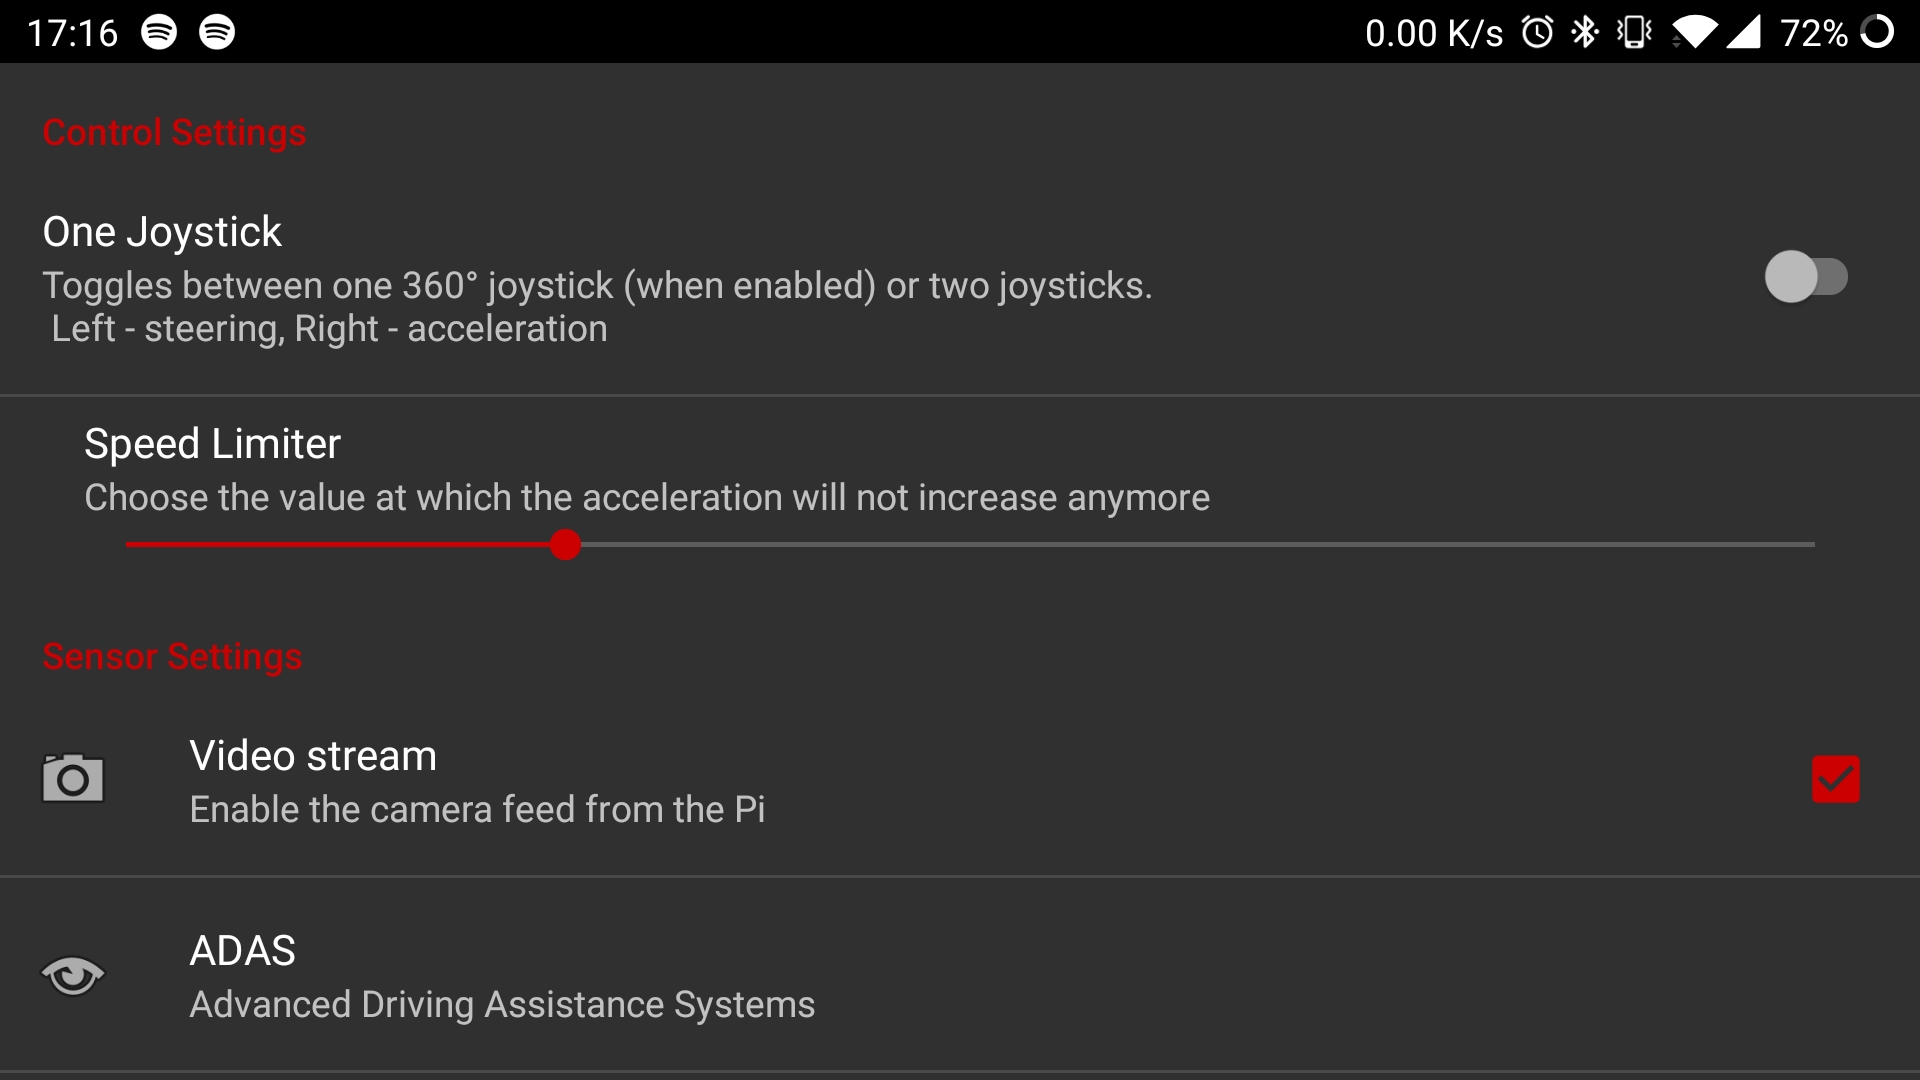 17:16 0.00 K/s 72%
Control Settings
One Joystick
Toggles between one 360° joystick (when enabled) or two joysticks.
Left - steering, Right - acceleration
Speed Limiter
Choose the value at which the acceleration will not increase anymore
Sensor Settings
Video stream
Enable the camera feed from the Pi
ADAS
Advanced Driving Assistance Systems